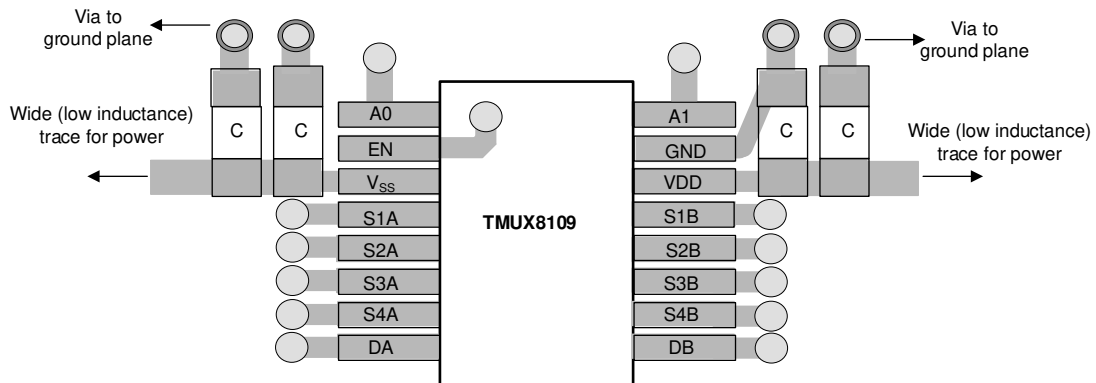 Via to
ground plane
Via to
ground plane
Wide (low inductance)
trace for power
C
C
C
C
Wide (low inductance)
trace for power
A0
EN
VSS
S1A
S2A
S3A
S4A
DA
TMUX8109
A1
GND
VDD
S1B
S2B
S3B
S4B
DB